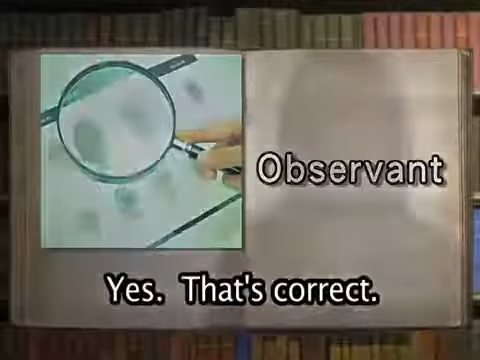 Observant
Yes. That's correct.